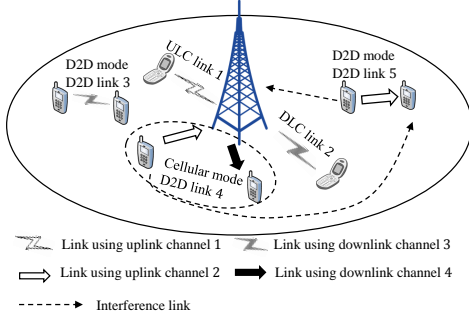 D2D mode
D2D link 3
ULC link 1
D2D mode
D2D link 5
DLC link 2
Cellular mode
D2D link 4
Link using uplink channel 1
Link using downlink channel 3
Link using uplink channel 2
Link using downlink channel 4
Interference link